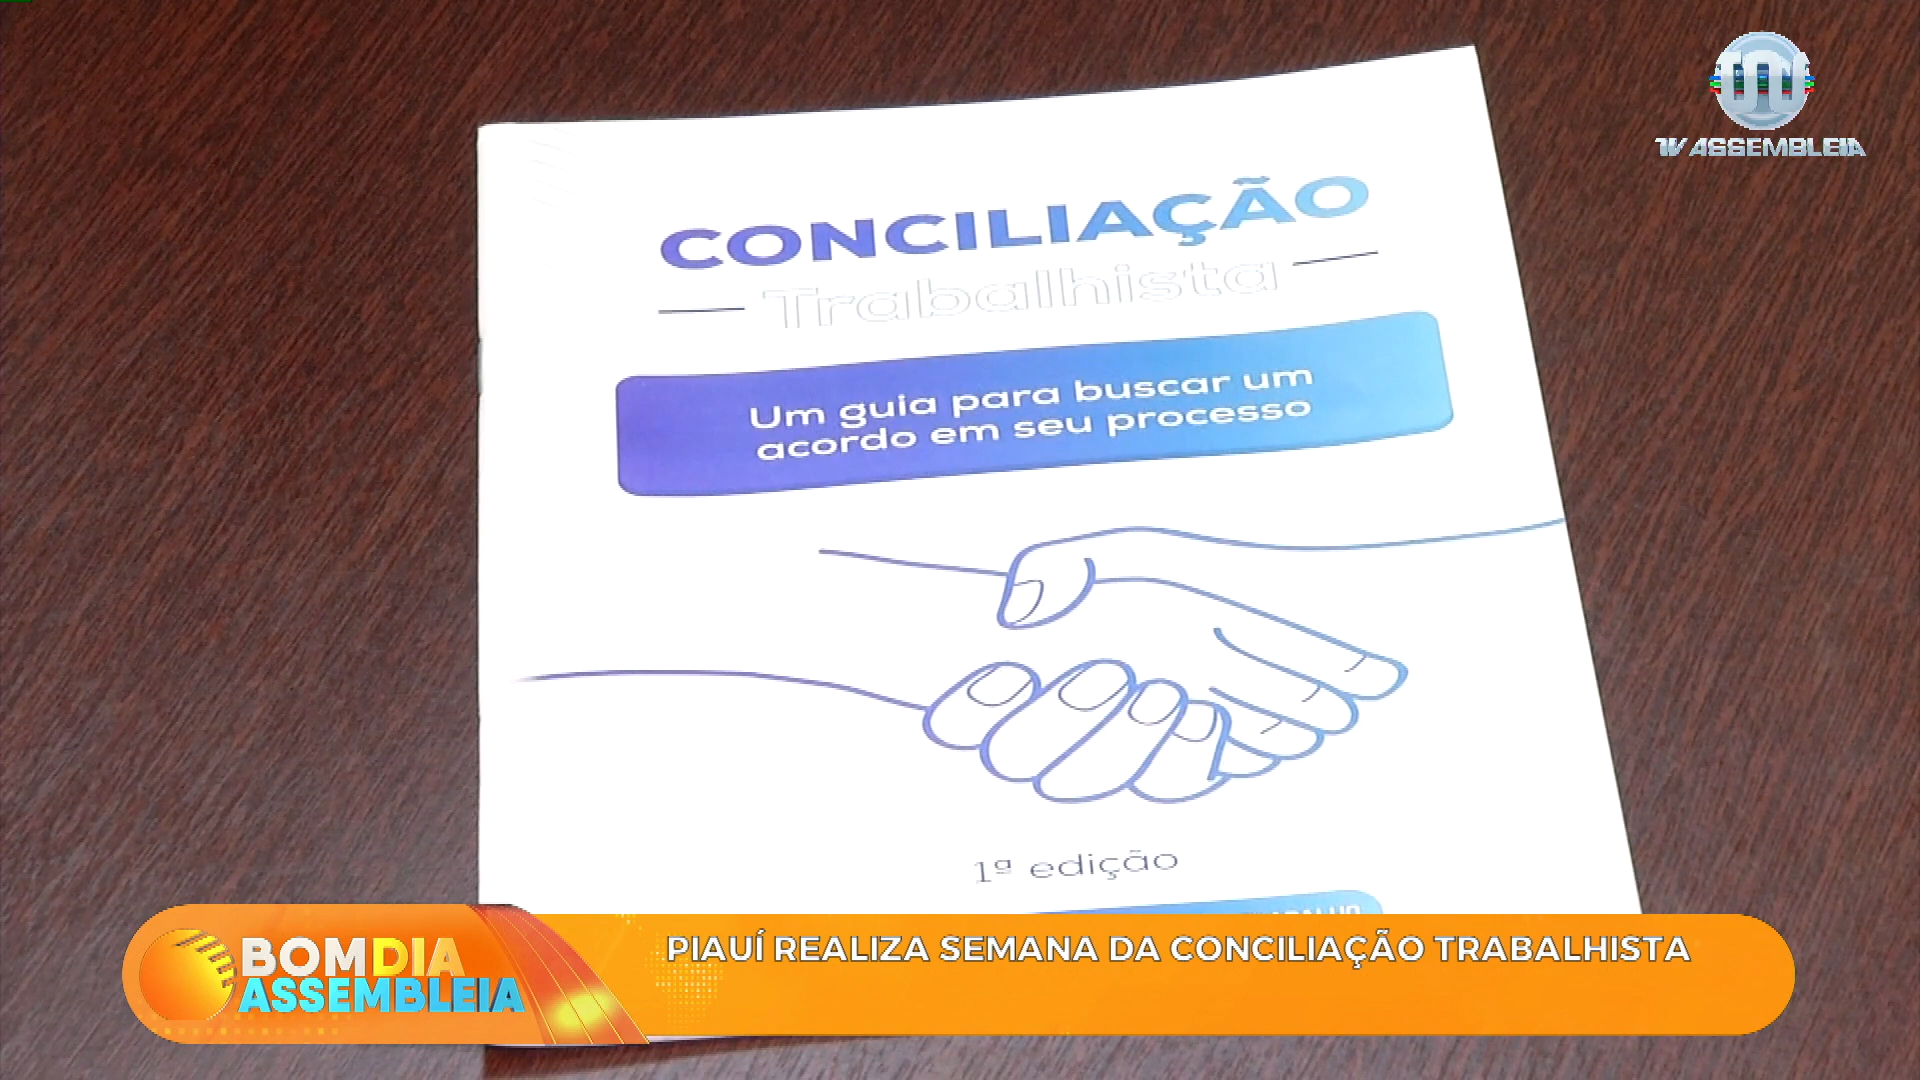 TV ASSEMBLEIA
CONCILIAÇÃO
Trabalhista
Um guia para buscar um
acordo em seu processo
1ª edição
BOM DIA
ASSEMBLEIA
PIAUÍ REALIZA SEMANA DA CONCILIAÇÃO TRABALHISTA